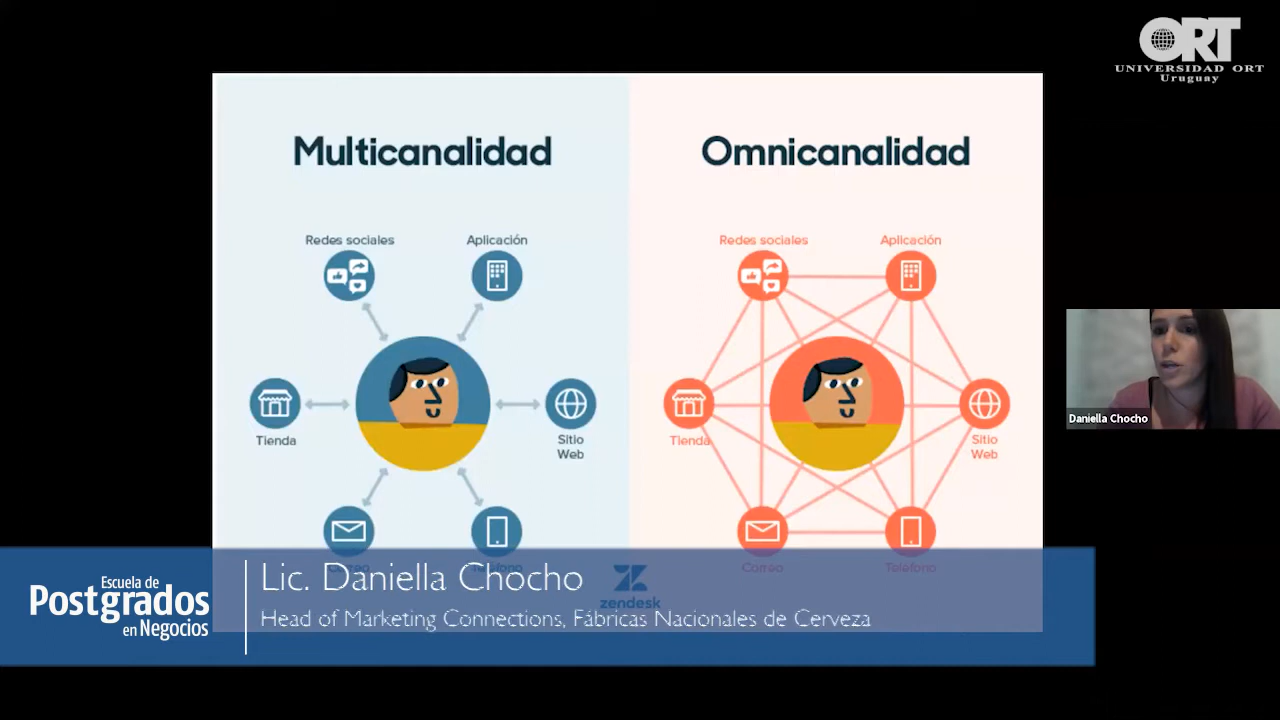 ORT
UNIVERSIDAD ORT
Uruguay
Multicanalidad
Omnicanalidad
Redes sociales
Aplicación
Redes sociales
Aplicación
Tienda
Sitio
Web
Tienda
Sitio
Web
Daniella Chocho
Correo
Teléfono
Correo
Teléfono
zendesk
Escuela de
Postgrados
en Negocios
Lic. Daniella Chocho
Head of Marketing Connections, Fábricas Nacionales de Cerveza